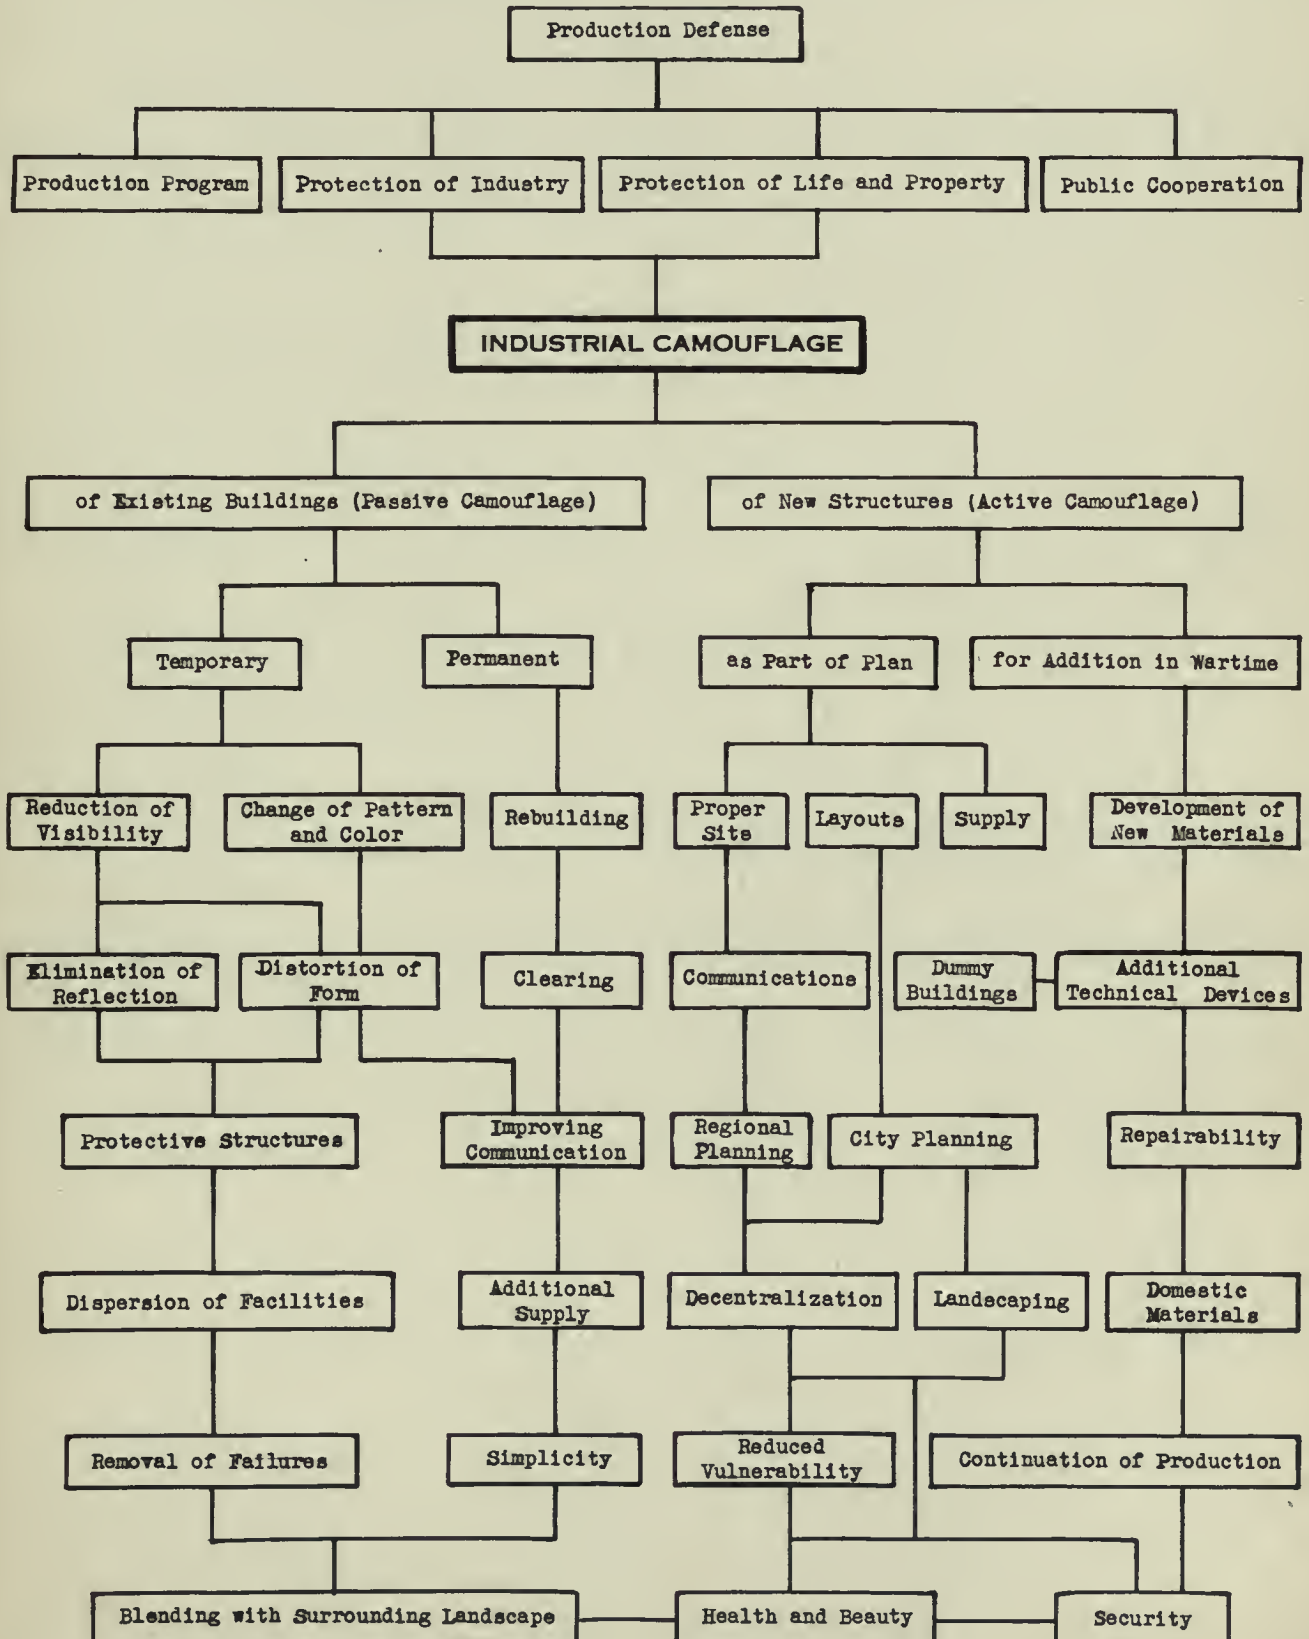 Production Defense
Production Program
Protection of Industry
Protection of Life and Property
Public Cooperation
INDUSTRIAL CAMOUFLAGE
of Existing Buildings (Passive Camouflage)
of New Structures (Active Camouflage)
Temporary
Permanent
as Part of Plan
for Addition in Wartime
Reduction of
Visibility
Change of Pattern
and Color
Rebuilding
Proper
Site
Layouts
Supply
Development of
New Materials
Elimination of
Reflection
Distortion of
Form
Clearing
Communications
Dummy
Buildings
Additional
Technical Devices
Protective Structures
Improving
Communication
Regional
Planning
City Planning
Repairability
Dispersion of Facilities
Additional
Supply
Decentralization
Landscaping
Domestic
Materials
Removal of Failures
Simplicity
Reduced
Vulnerability
Continuation of Production
Blending with Surrounding Landscape
Health and Beauty
Security